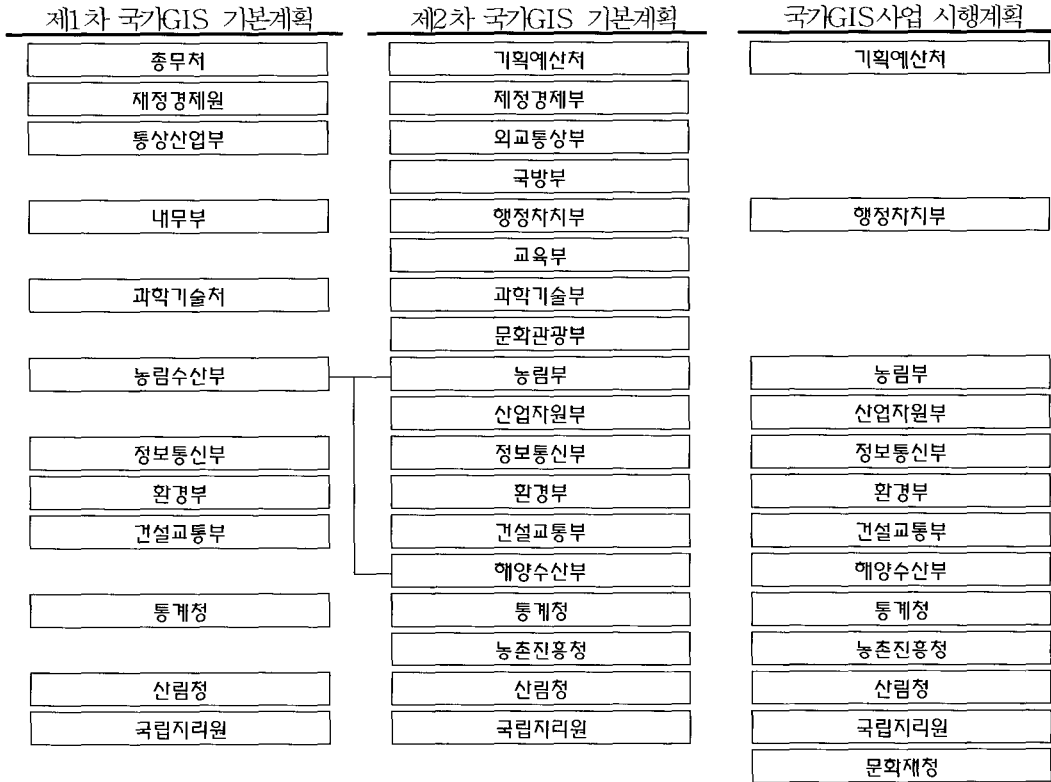 제1차 국가GIS 기본계획 제2차 국가GIS 기본계획 국가GIS사업 시행계획
총무처 기획예산처 기획예산처
재정경제원 제정경제부
통상산업부 외교통상부
국방부
내무부 행정차치부 행정차치부
교육부
과학기술처 과학기술부
문화관광부
농림수산부 농림부 농림부
산업자원부 산업자원부
정보통신부 정보통신부 정보통신부
환경부 환경부 환경부
건설교통부 건설교통부 건설교통부
해양수산부 해양수산부
통계청 통계청 통계청
농촌진흥청 농촌진흥청
산림청 산림청 산림청
국립지리원 국립지리원 국립지리원
문화재청